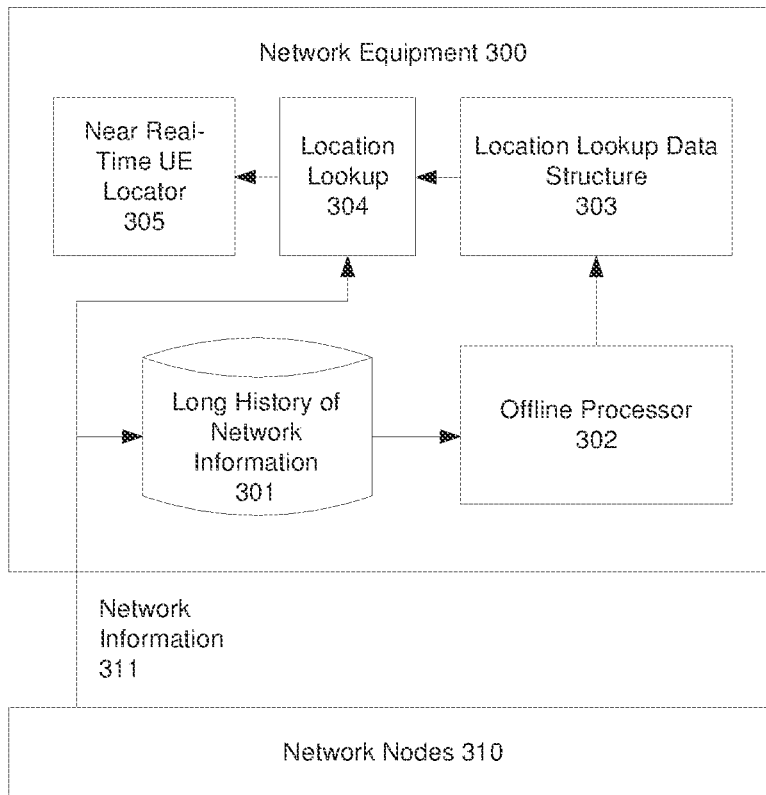 Network Equipment 300
Near Real-
Time UE
Locator
305
Location
Lookup
304
Location Lookup Data
Structure
303
Long History of
Network
Information
301
Offline Processor
302
Network
Information
311
Network Nodes 310